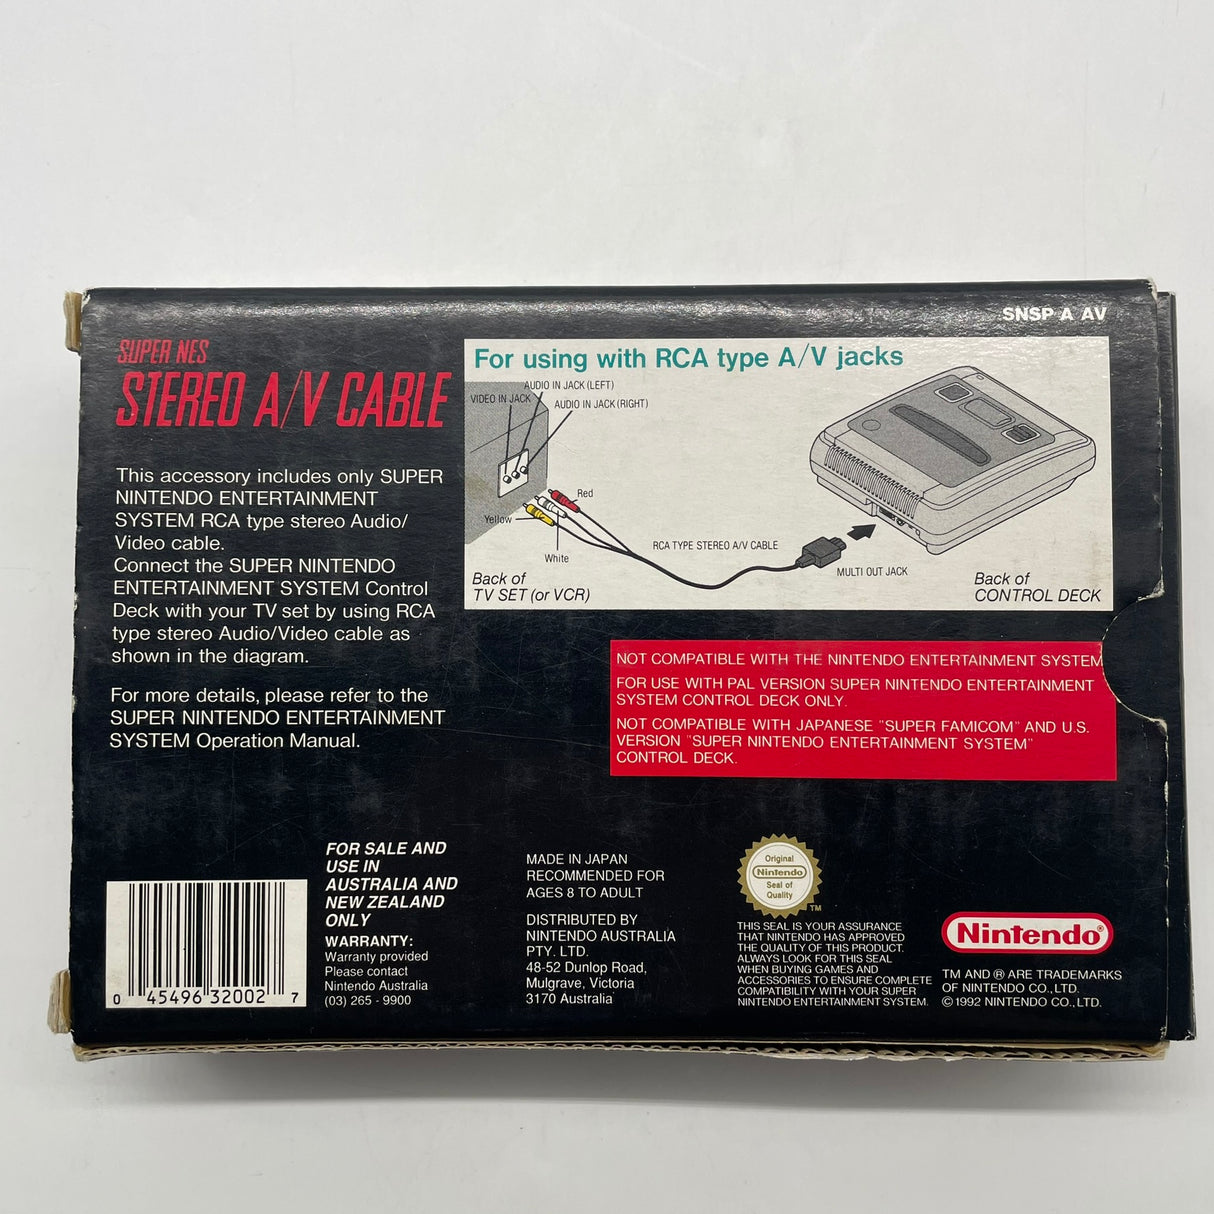 SNSP A AV
SUPER NES
STEREO A/V CABLE
This accessory includes only SUPER
NINTENDO ENTERTAINMENT
SYSTEM RCA type stereo Audio/
Video cable.
Connect the SUPER NINTENDO
ENTERTAINMENT SYSTEM Control
Deck with your TV set by using RCA
type stereo Audio/Video cable as
shown in the diagram.
For more details, please refer to the
SUPER NINTENDO ENTERTAINMENT
SYSTEM Operation Manual.
For using with RCA type A/V jacks
AUDIO IN JACK (LEFT)
VIDEO IN JACK
AUDIO IN JACK (RIGHT)
Red
Yellow
White
RCA TYPE STEREO A/V CABLE
MULTI OUT JACK
Back of
TV SET (or VCR)
Back of
CONTROL DECK
NOT COMPATIBLE WITH THE NINTENDO ENTERTAINMENT SYSTEM
FOR USE WITH PAL VERSION SUPER NINTENDO ENTERTAINMENT
SYSTEM CONTROL DECK ONLY.
NOT COMPATIBLE WITH JAPANESE "SUPER FAMICOM" AND U.S.
VERSION "SUPER NINTENDO ENTERTAINMENT SYSTEM"
CONTROL DECK.
0 45496 32002 7
FOR SALE AND
USE IN
AUSTRALIA AND
NEW ZEALAND
ONLY
WARRANTY:
Warranty provided
Please contact
Nintendo Australia
(03) 265 - 9900
MADE IN JAPAN
RECOMMENDED FOR
AGES 8 TO ADULT
DISTRIBUTED BY
NINTENDO AUSTRALIA
PTY. LTD.
48-52 Dunlop Road,
Mulgrave, Victoria
3170 Australia
Original
Nintendo
Seal of
Quality
TM
THIS SEAL IS YOUR ASSURANCE
THAT NINTENDO HAS APPROVED
THE QUALITY OF THIS PRODUCT.
ALWAYS LOOK FOR THIS SEAL
WHEN BUYING GAMES AND
ACCESSORIES TO ENSURE COMPLETE
COMPATIBILITY WITH YOUR SUPER
NINTENDO ENTERTAINMENT SYSTEM.
Nintendo®
TM AND ® ARE TRADEMARKS
OF NINTENDO CO., LTD.
© 1992 NINTENDO CO., LTD.